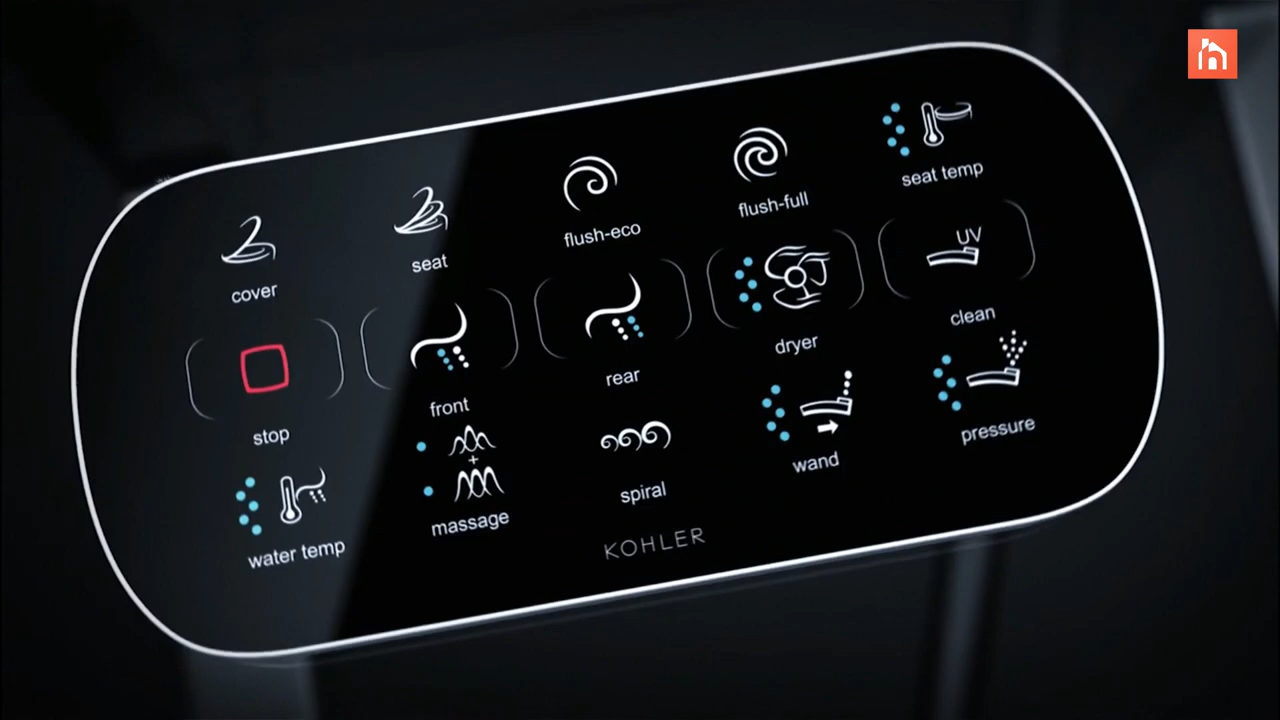 cover
seat
flush-eco
flush-full
seat temp
stop
front
rear
dryer
UV
clean
water temp
massage
+
spiral
wand
pressure
KOHLER